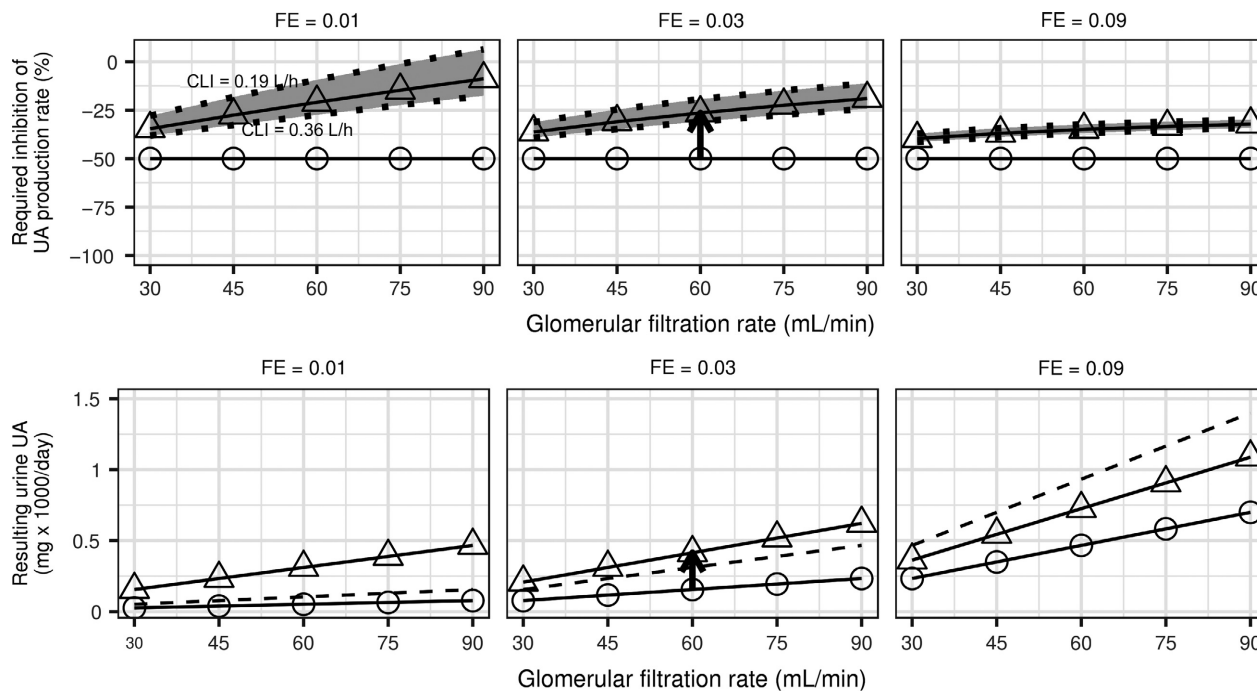 FE = 0.01 FE = 0.03 FE = 0.09
Required inhibition of
UA production rate (%)
0
−25
−50
−75
−100
CLI = 0.19 L/h
CLI = 0.36 L/h
30 45 60 75 90 30 45 60 75 90 30 45 60 75 90
Glomerular filtration rate (mL/min)
FE = 0.01 FE = 0.03 FE = 0.09
Resulting urine UA
(mg x 1000/day)
1.5
1
0.5
0
30 45 60 75 90 30 45 60 75 90 30 45 60 75 90
Glomerular filtration rate (mL/min)